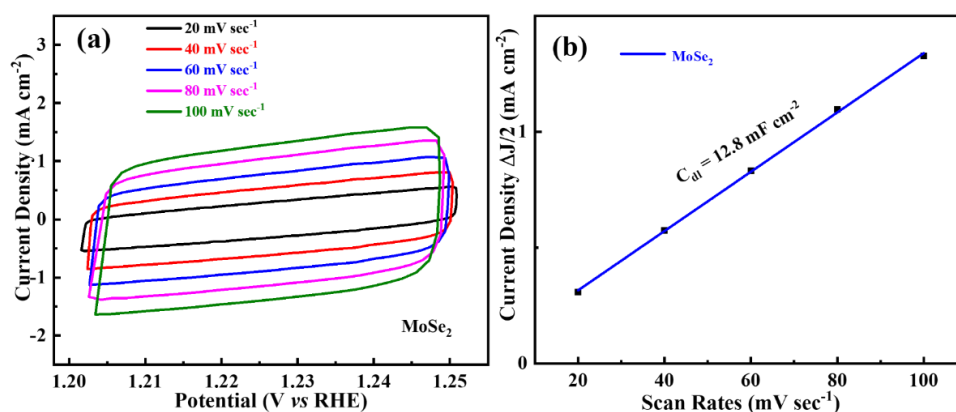 (a)
20 mV sec⁻¹
40 mV sec⁻¹
60 mV sec⁻¹
80 mV sec⁻¹
100 mV sec⁻¹
3
2
1
0
-1
-2
Current Density (mA cm⁻²)
MoSe₂
1.20 1.21 1.22 1.23 1.24 1.25
Potential (V vs RHE)
(b)
MoSe₂
C_dl = 12.8 mF cm⁻²
1
0
Current Density ΔJ/2 (mA cm⁻²)
20 40 60 80 100
Scan Rates (mV sec⁻¹)